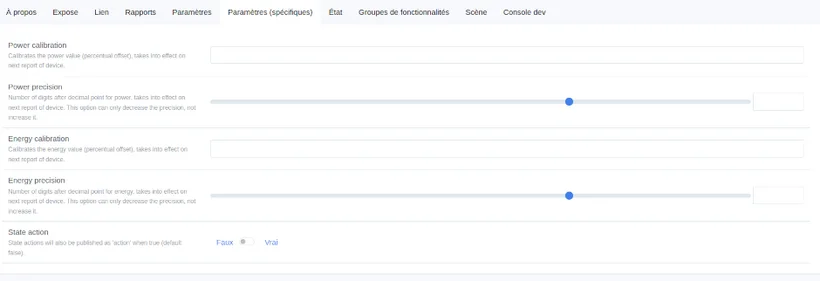 À propos Expose Lien Rapports Paramètres Paramètres (spécifiques) État Groupes de fonctionnalités Scène Console dev
Power calibration
Calibrates the power value (percentual offset), takes into effect on
next report of device.
Power precision
Number of digits after decimal point for power, takes into effect on
next report of device. This option can only decrease the precision, not
increase it.
Energy calibration
Calibrates the energy value (percentual offset), takes into effect on
next report of device.
Energy precision
Number of digits after decimal point for energy, takes into effect on
next report of device. This option can only decrease the precision, not
increase it.
State action
State actions will also be published as 'action' when true (default
false).
Faux Vrai